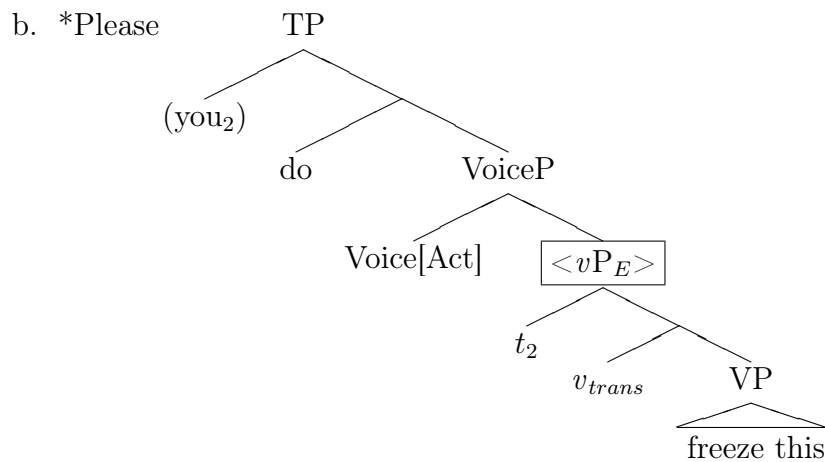 b. *Please TP
(you₂)
do VoiceP
Voice[Act] <vP_E>
t₂
v_trans VP
freeze this